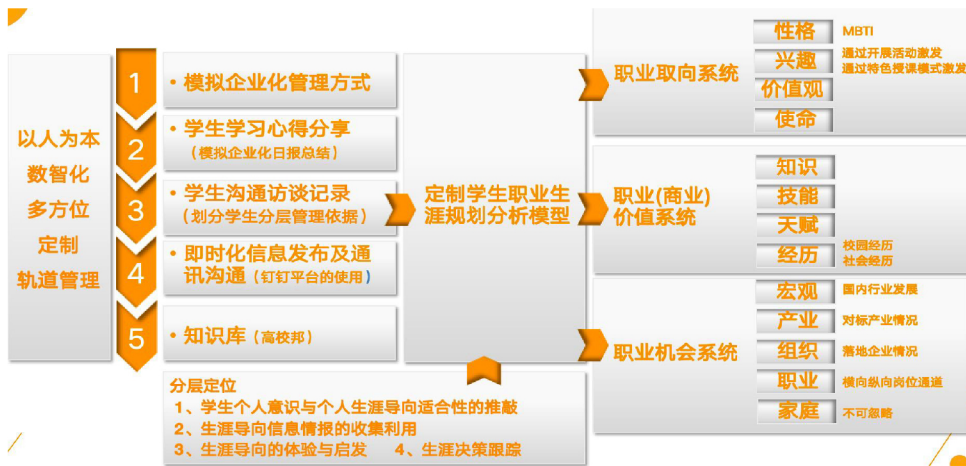 以人为本
数智化
多方位
定制
轨道管理
1
• 模拟企业化管理方式
2
• 学生学习心得分享
(模拟企业化日报总结)
3
• 学生沟通访谈记录
(划分学生分层管理依据)
4
• 即时化信息发布及通
讯沟通(钉钉平台的使用)
5
• 知识库(高校邦)
定制学生职业生
涯规划分析模型
分层定位
1、学生个人意识与个人生涯导向适合性的推敲
2、生涯导向信息情报的收集利用
3、生涯导向的体验与启发 4、生涯决策跟踪
职业取向系统
性格 MBTI
兴趣 通过开展活动激发
通过特色授课模式激发
价值观
使命
职业(商业)
价值系统
知识
技能
天赋
经历 校园经历
社会经历
职业机会系统
宏观 国内行业发展
产业 对标产业情况
组织 落地企业情况
职业 横向纵向岗位通道
家庭 不可忽略